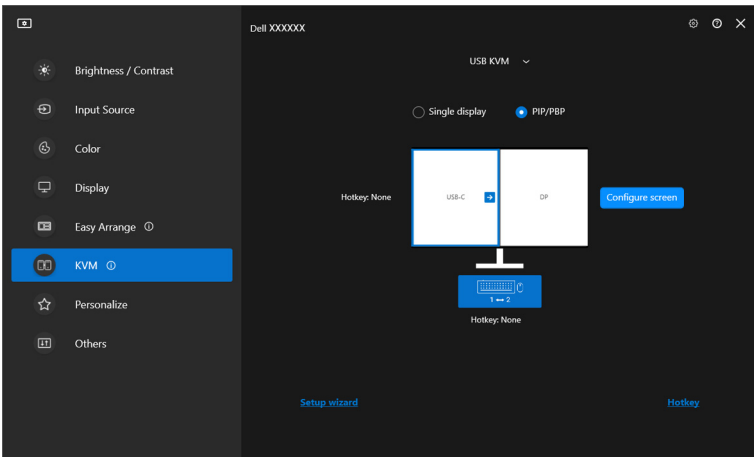 Dell XXXXXX
USB KVM
Brightness / Contrast
Input Source
Color
Display
Easy Arrange
KVM
Personalize
Others
Single display
PIP/PBP
Hotkey: None
USB-C
DP
Configure screen
1 ↔ 2
Hotkey: None
Setup wizard
Hotkey